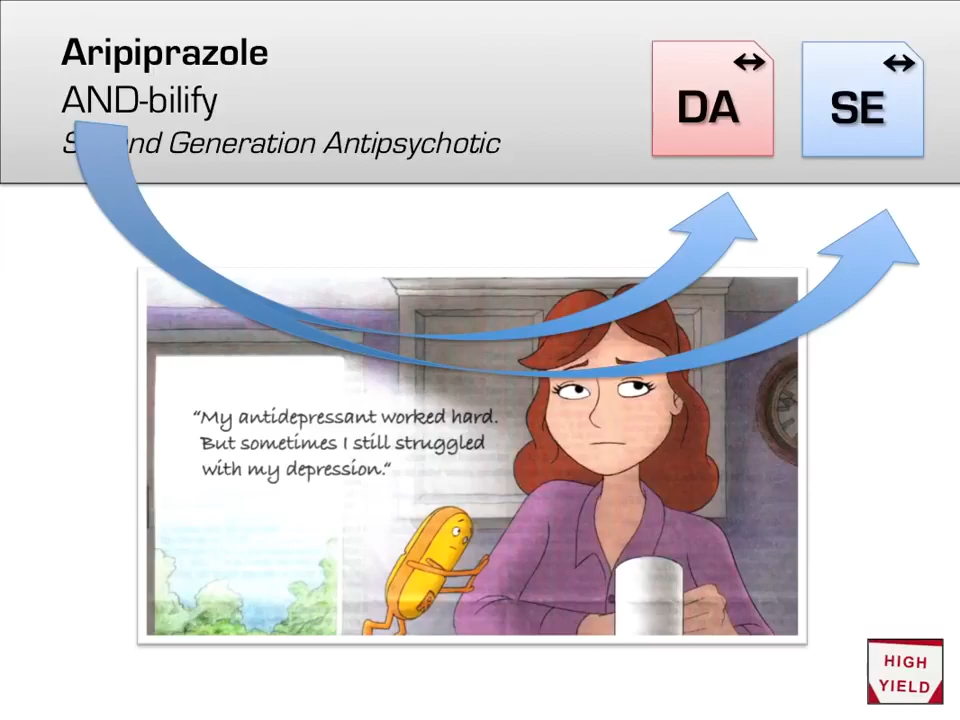 Aripiprazole
AND-bilify
Generation Antipsychotic
DA
SE
“My antidepressant worked hard.
But sometimes I still struggled
with my depression.“
HIGH
YIELD